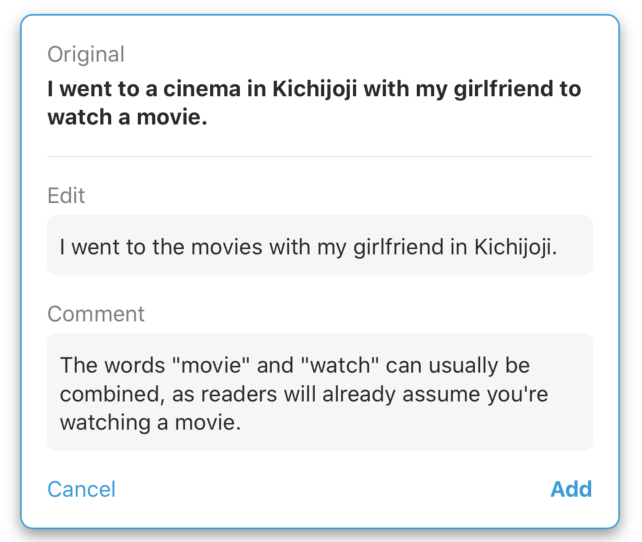 Original
I went to a cinema in Kichijoji with my girlfriend to
watch a movie.
Edit
I went to the movies with my girlfriend in Kichijoji.
Comment
The words "movie" and "watch" can usually be
combined, as readers will already assume you're
watching a movie.
Cancel
Add